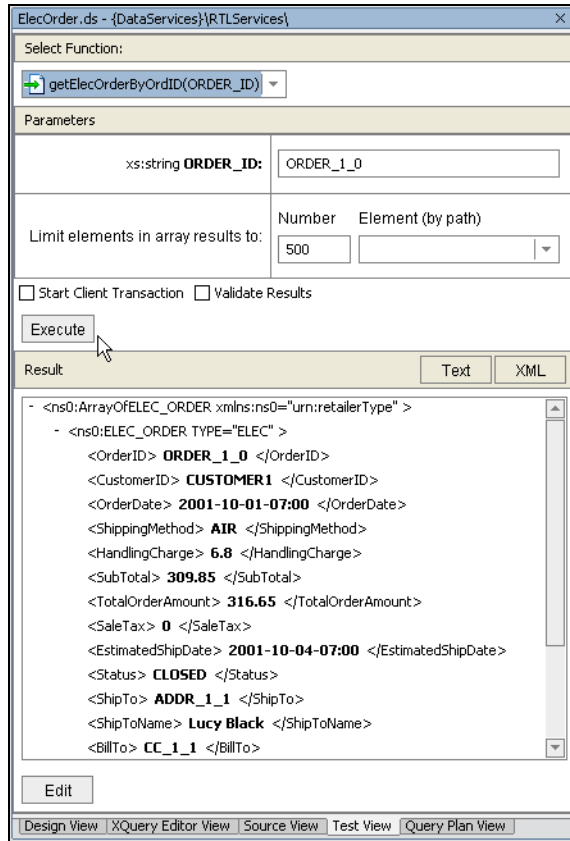 ElecOrder.ds - {DataServices}\RTLServices\
Select Function:
getElecOrderByOrdID(ORDER_ID)
Parameters
xs:string ORDER_ID: ORDER_1_0
Number Element (by path)
Limit elements in array results to:
500
Start Client Transaction Validate Results
Execute
Result Text XML
- <ns0:ArrayOfELEC_ORDER xmlns:ns0="urn:retailerType" >
- <ns0:ELEC_ORDER TYPE="ELEC" >
<OrderID> ORDER_1_0 </OrderID>
<CustomerID> CUSTOMER1 </CustomerID>
<OrderDate> 2001-10-01-07:00 </OrderDate>
<ShippingMethod> AIR </ShippingMethod>
<HandlingCharge> 6.8 </HandlingCharge>
<SubTotal> 309.85 </SubTotal>
<TotalOrderAmount> 316.65 </TotalOrderAmount>
<SaleTax> 0 </SaleTax>
<EstimatedShipDate> 2001-10-04-07:00 </EstimatedShipDate>
<Status> CLOSED </Status>
<ShipTo> ADDR_1_1 </ShipTo>
<ShipToName> Lucy Black </ShipToName>
<BillTo> CC_1_1 </BillTo>
Edit
Design View XQuery Editor View Source View Test View Query Plan View